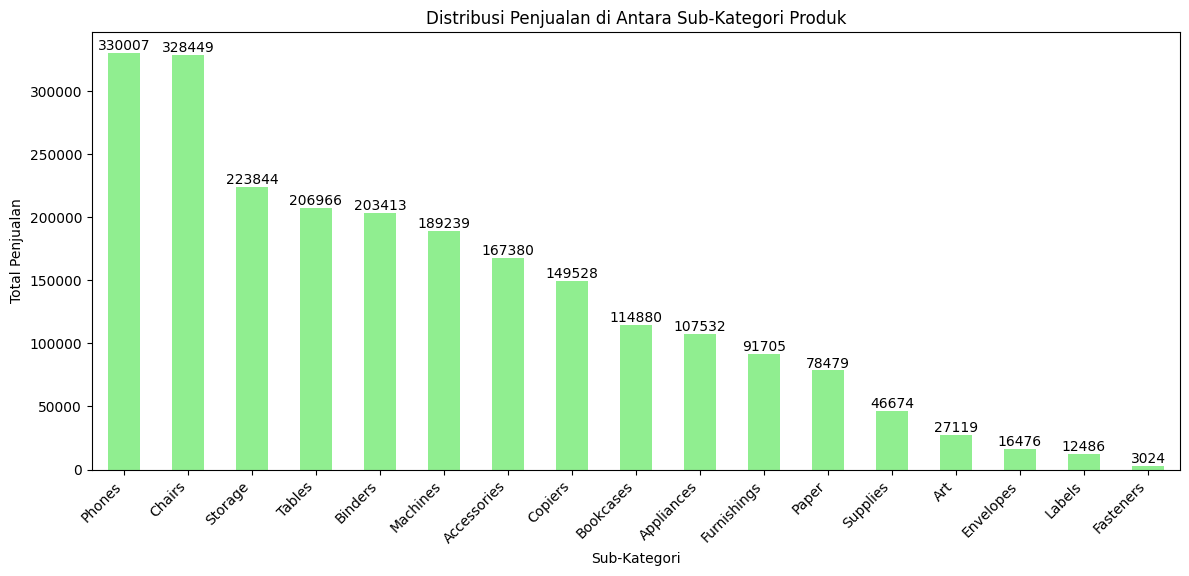 Distribusi Penjualan di Antara Sub-Kategori Produk
Total Penjualan
300000
250000
200000
150000
100000
50000
0
330007
328449
223844
206966
203413
189239
167380
149528
114880
107532
91705
78479
46674
27119
16476
12486
3024
Phones
Chairs
Storage
Tables
Binders
Machines
Accessories
Copiers
Bookcases
Appliances
Furnishings
Paper
Supplies
Art
Envelopes
Labels
Fasteners
Sub-Kategori